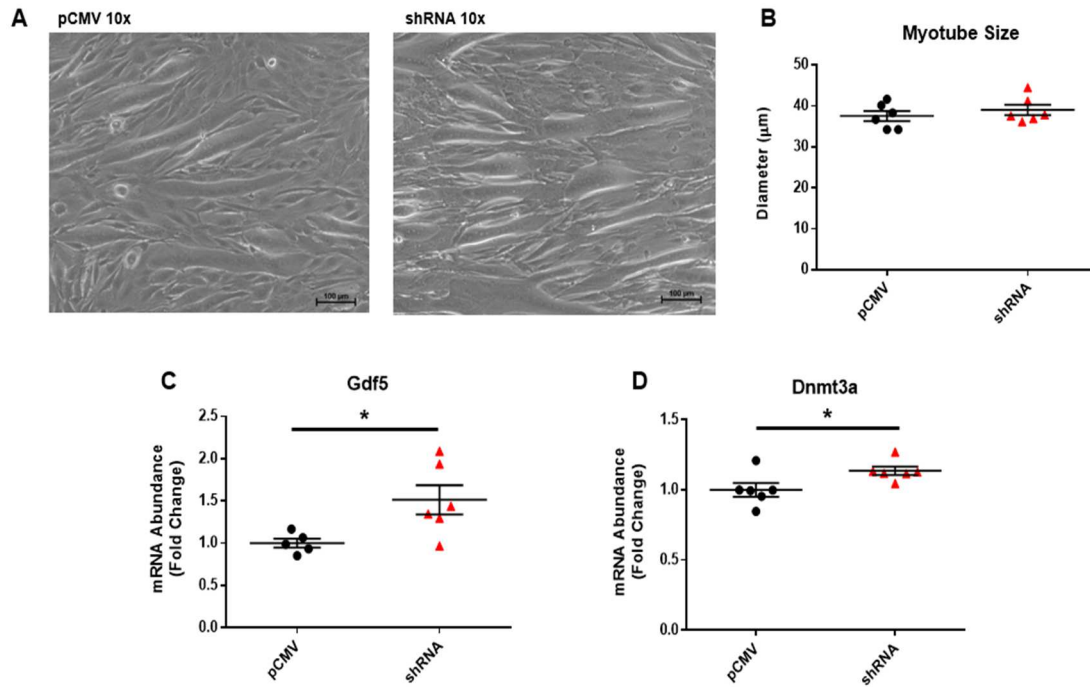 A
pCMV 10x
shRNA 10x
100 µm
100 µm
B
Myotube Size
Diameter (µm)
50
40
30
20
10
0
pCMV
shRNA
C
Gdf5
*
mRNA Abundance
(Fold Change)
2.5
2.0
1.5
1.0
0.5
0.0
pCMV
shRNA
D
Dnmt3a
*
mRNA Abundance
(Fold Change)
1.5
1.0
0.5
0.0
pCMV
shRNA